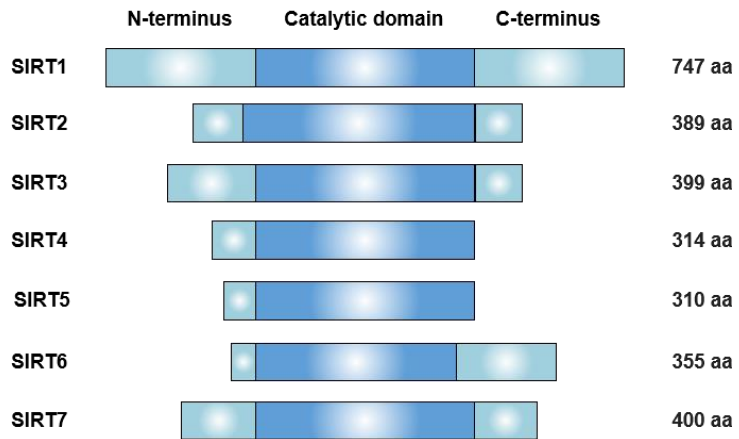 N-terminus Catalytic domain C-terminus
SIRT1 747 aa
SIRT2 389 aa
SIRT3 399 aa
SIRT4 314 aa
SIRT5 310 aa
SIRT6 355 aa
SIRT7 400 aa